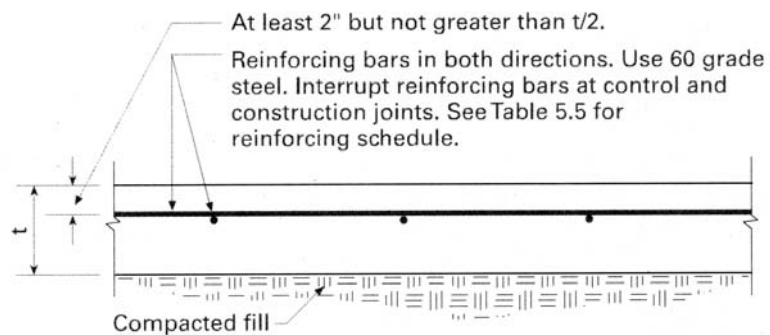 At least 2" but not greater than t/2.
Reinforcing bars in both directions. Use 60 grade
steel. Interrupt reinforcing bars at control and
construction joints. See Table 5.5 for
reinforcing schedule.
t
Compacted fill